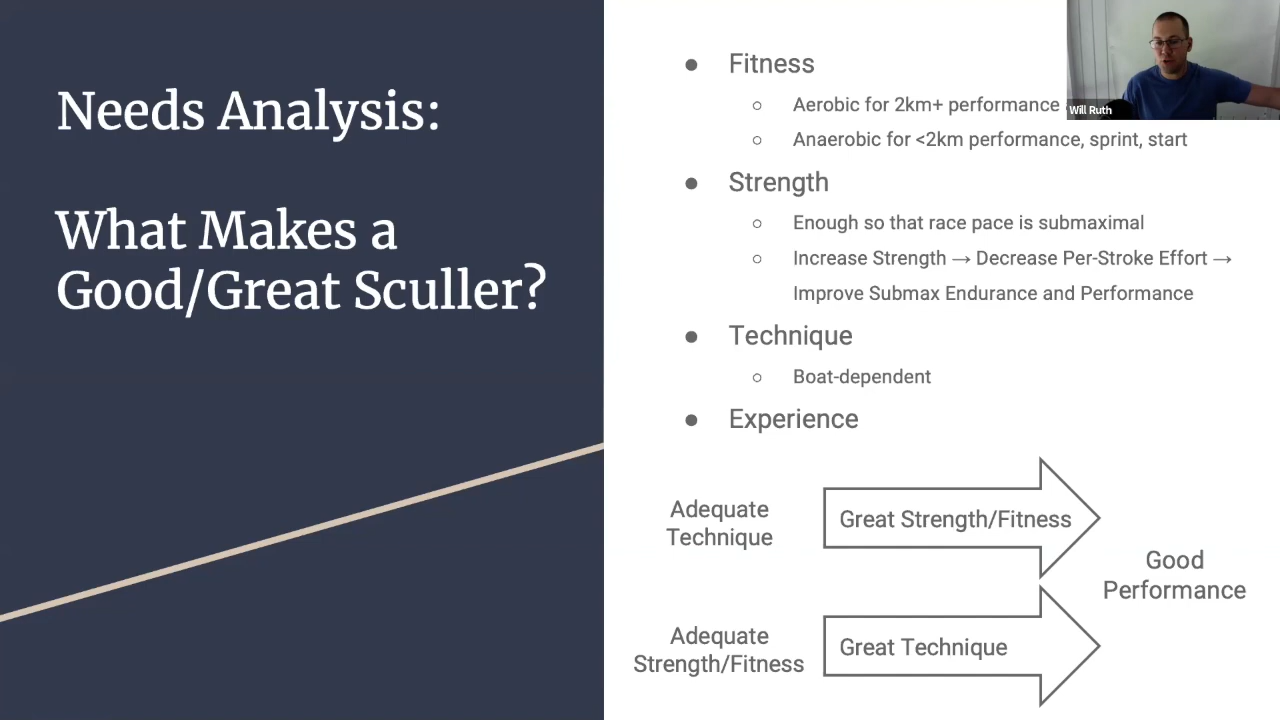 Needs Analysis:
What Makes a
Good/Great Sculler?
● Fitness
○ Aerobic for 2km+ performance
○ Anaerobic for <2km performance, sprint, start
● Strength
○ Enough so that race pace is submaximal
○ Increase Strength → Decrease Per-Stroke Effort →
Improve Submax Endurance and Performance
● Technique
○ Boat-dependent
● Experience
Adequate
Technique
Great Strength/Fitness
Good
Performance
Adequate
Strength/Fitness
Great Technique
Will Ruth